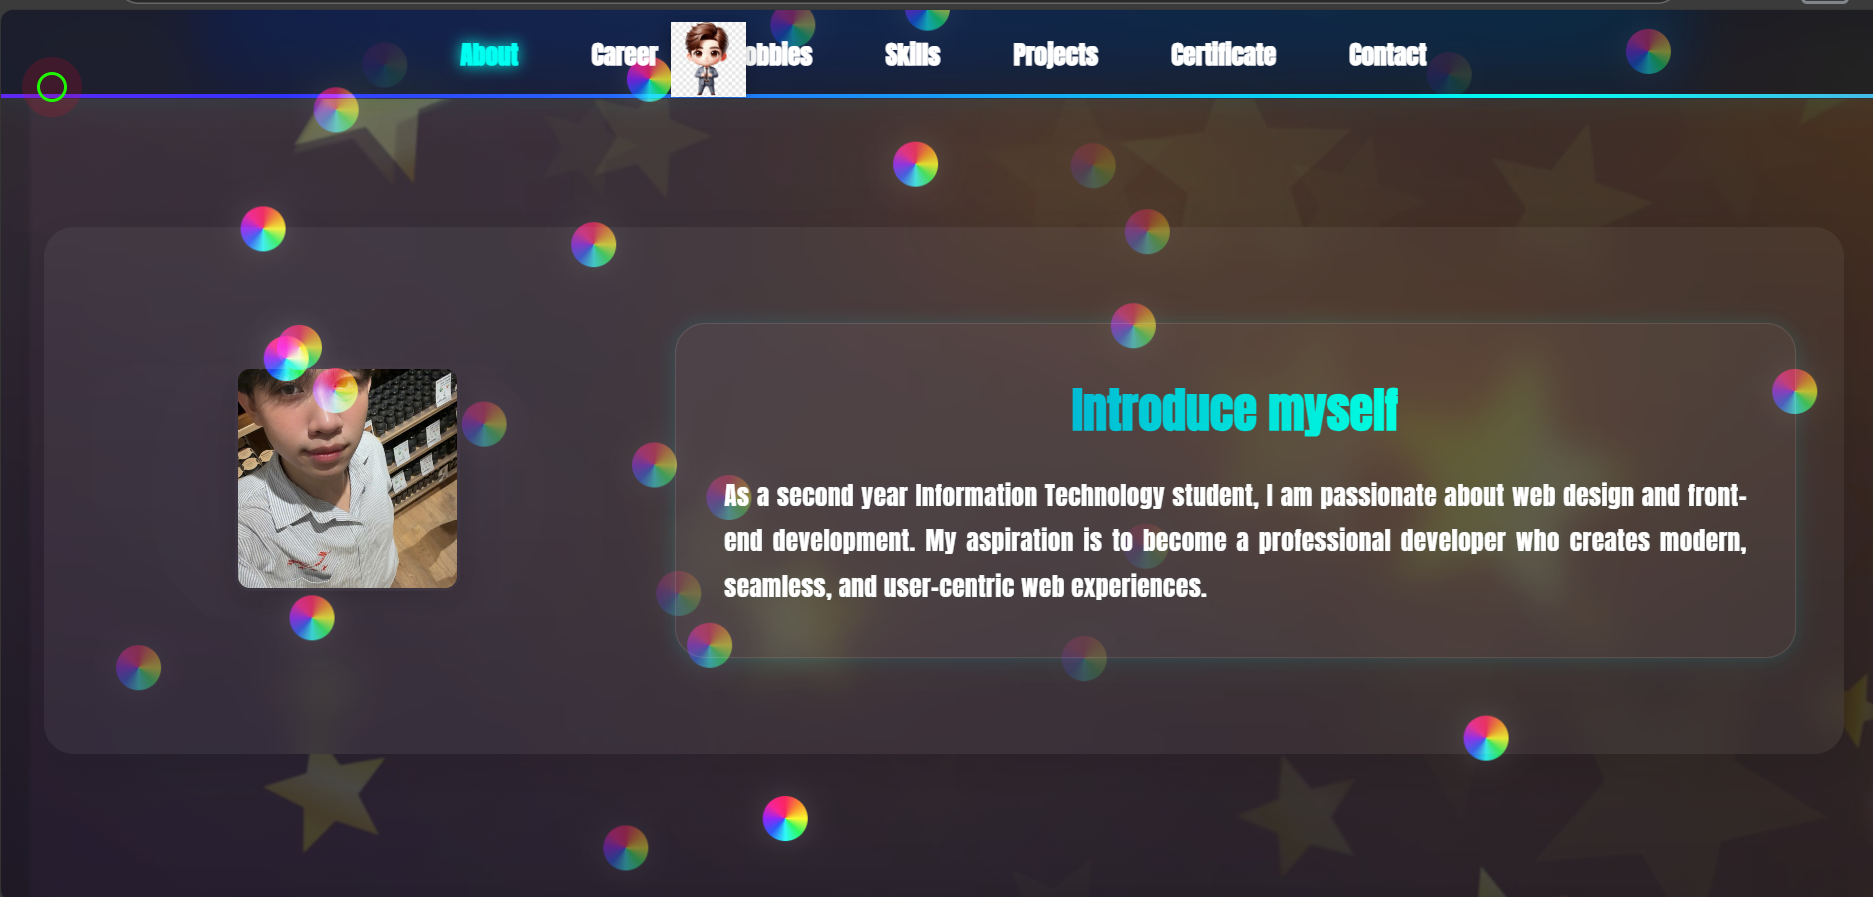 About Career obbies Skills Projects Certificate Contact
Introduce myself
As a second year Information Technology student, I am passionate about web design and front-
end development. My aspiration is to become a professional developer who creates modern,
seamless, and user-centric web experiences.